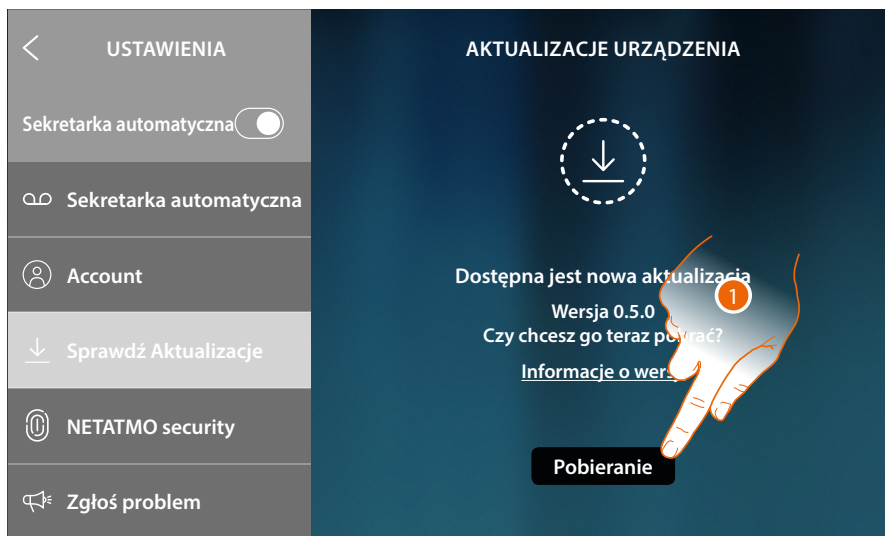 USTAWIENIA
Sekretarka automatyczna
Sekretarka automatyczna
Account
Sprawdź Aktualizacje
NETATMO security
Zgłoś problem
AKTUALIZACJE URZĄDZENIA
Dostępna jest nowa aktualizacja
1
Wersja 0.5.0
Czy chcesz go teraz pobrać?
Informacje o
Pobieranie